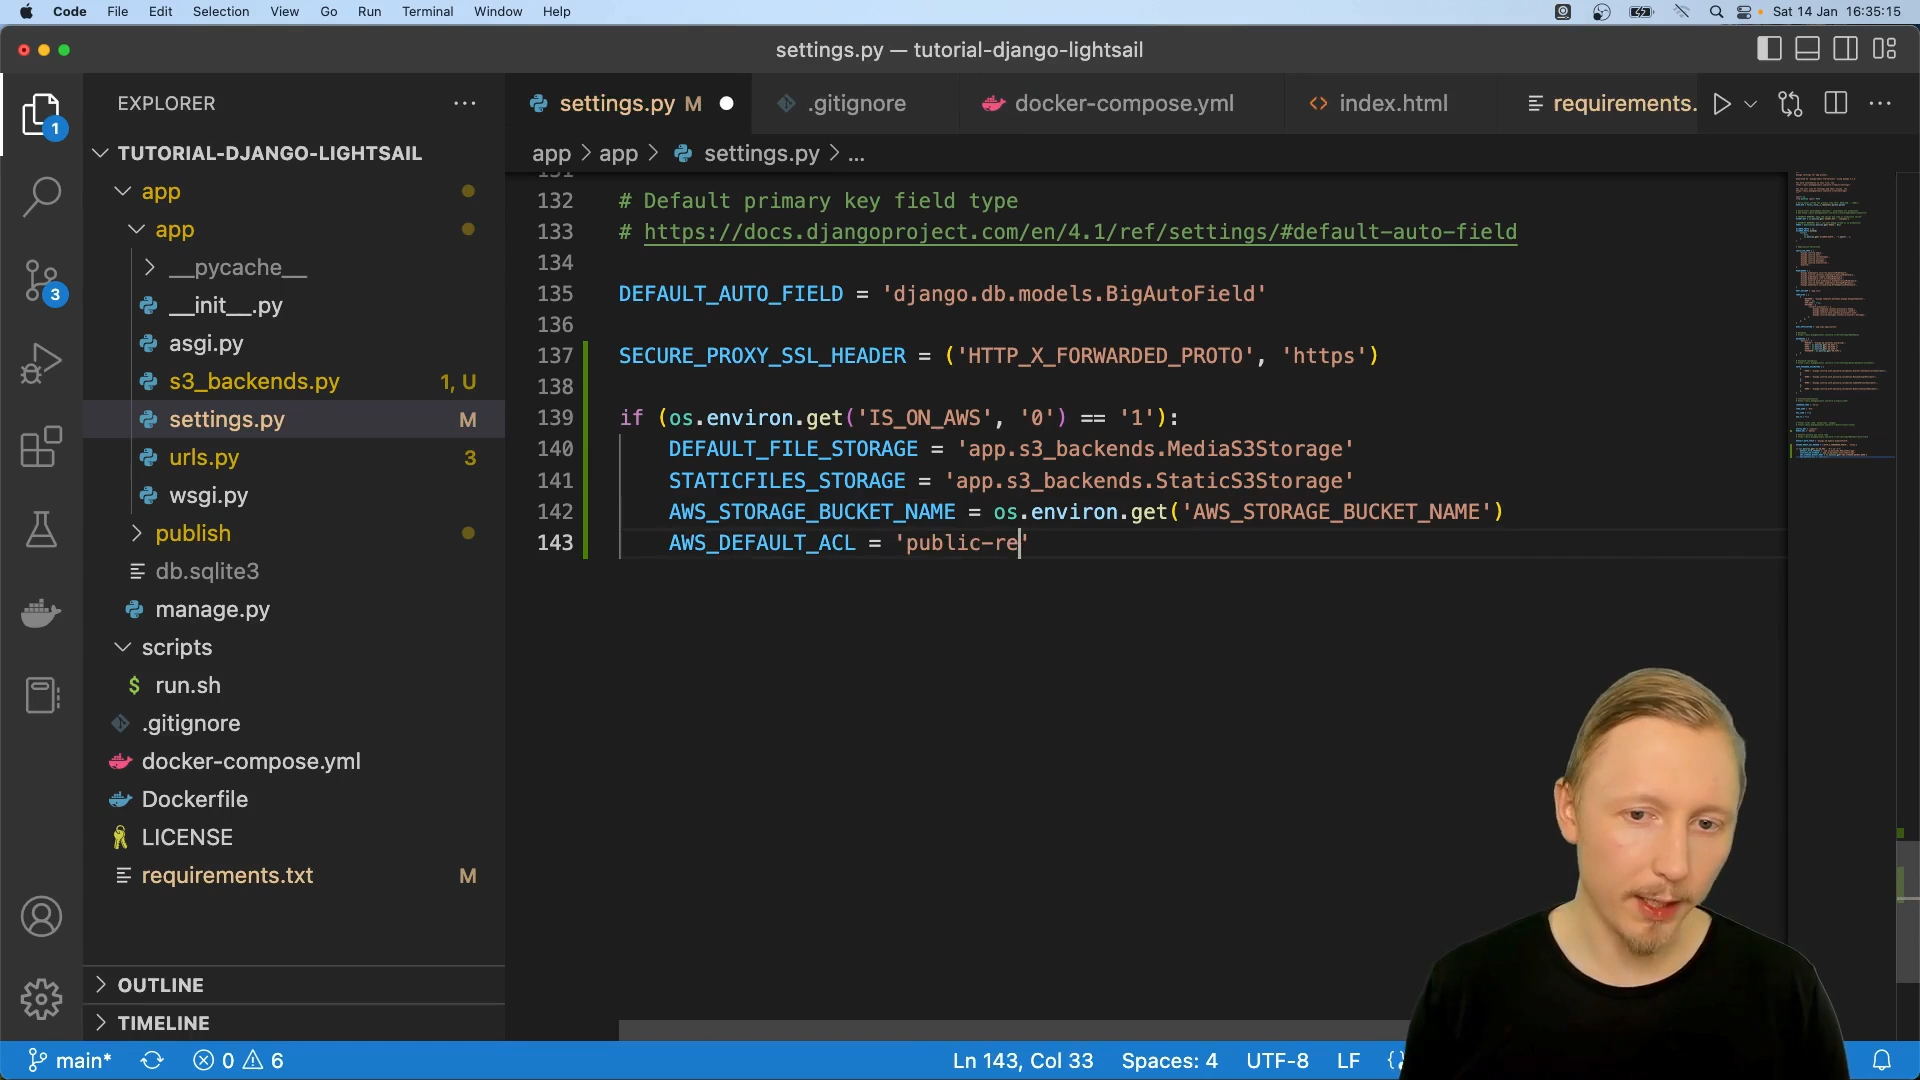 Code File Edit Selection View Go Run Terminal Window Help Sat 14 Jan 16:35:15
settings.py — tutorial-django-lightsail
EXPLORER
settings.py M .gitignore docker-compose.yml index.html requirements.
1
TUTORIAL-DJANGO-LIGHTSAIL
app > app > settings.py > ...
app
app
__pycache__
__init__.py
3
asgi.py
s3_backends.py 1, U
settings.py M
urls.py 3
wsgi.py
publish
db.sqlite3
manage.py
scripts
run.sh
.gitignore
docker-compose.yml
Dockerfile
LICENSE
requirements.txt M
OUTLINE
TIMELINE
131
132 # Default primary key field type
133 # https://docs.djangoproject.com/en/4.1/ref/settings/#default-auto-field
134
135 DEFAULT_AUTO_FIELD = 'django.db.models.BigAutoField'
136
137 SECURE_PROXY_SSL_HEADER = ('HTTP_X_FORWARDED_PROTO', 'https')
138
139 if (os.environ.get('IS_ON_AWS', '0') == '1'):
140 DEFAULT_FILE_STORAGE = 'app.s3_backends.MediaS3Storage'
141 STATICFILES_STORAGE = 'app.s3_backends.StaticS3Storage'
142 AWS_STORAGE_BUCKET_NAME = os.environ.get('AWS_STORAGE_BUCKET_NAME')
143 AWS_DEFAULT_ACL = 'public-re'
main* 0 6 Ln 143, Col 33 Spaces: 4 UTF-8 LF {